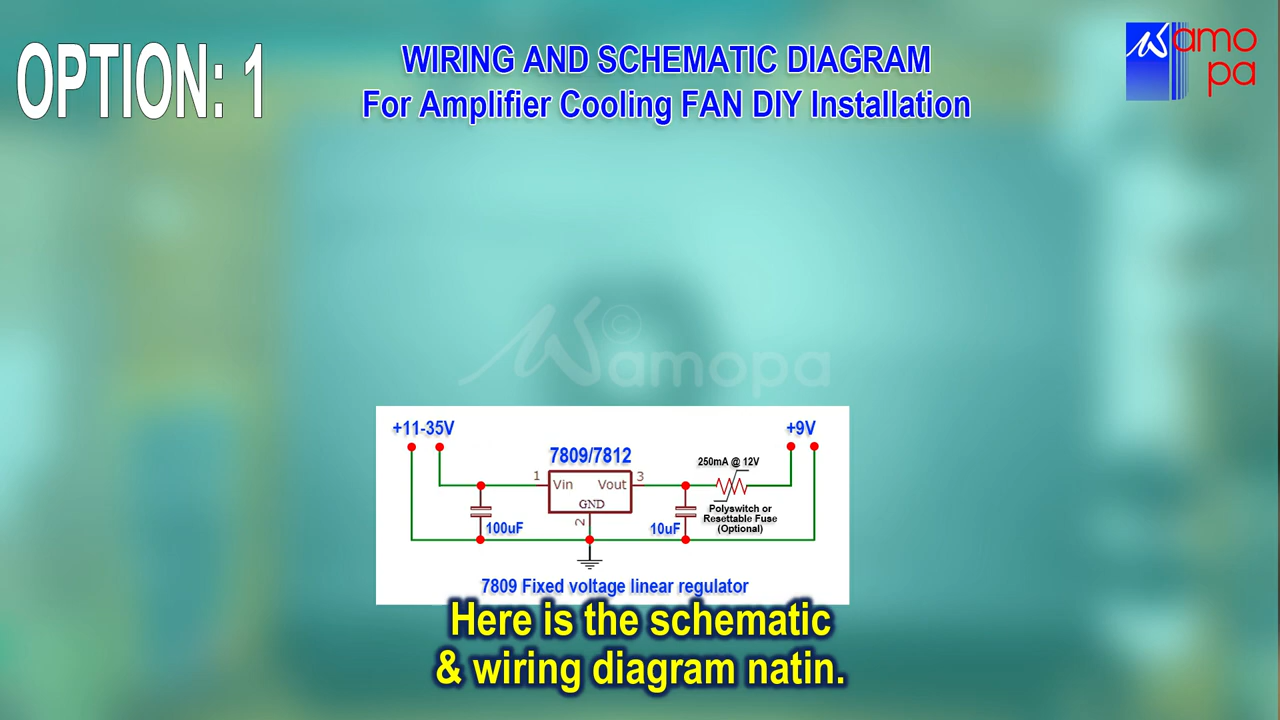 OPTION: 1
WIRING AND SCHEMATIC DIAGRAM
For Amplifier Cooling FAN DIY Installation
Wamo
pa
©
Wamopa
+11-35V
7809/7812
+9V
250mA @ 12V
1
Vin
Vout
3
GND
2
100uF
10uF
Polyswitch or
Resettable Fuse
(Optional)
7809 Fixed voltage linear regulator
Here is the schematic
& wiring diagram natin.